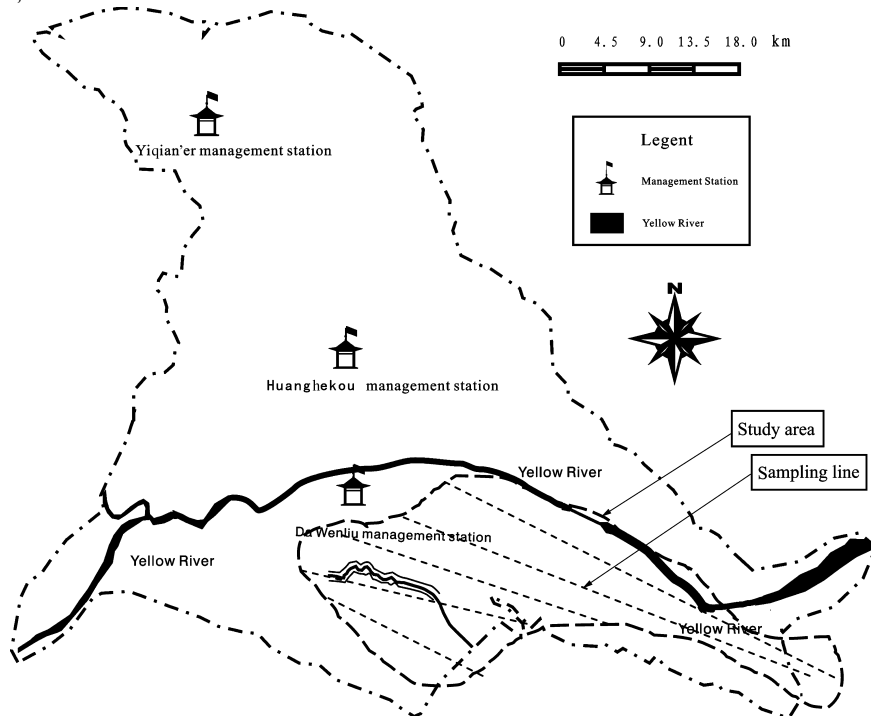 0 4.5 9.0 13.5 18.0 km
Legent
Management Station
Yellow River
Yiqian'er management station
N
Huanghekou management station
Study area
Sampling line
Yellow River
Da Wenliu management station
Yellow River
Yellow River